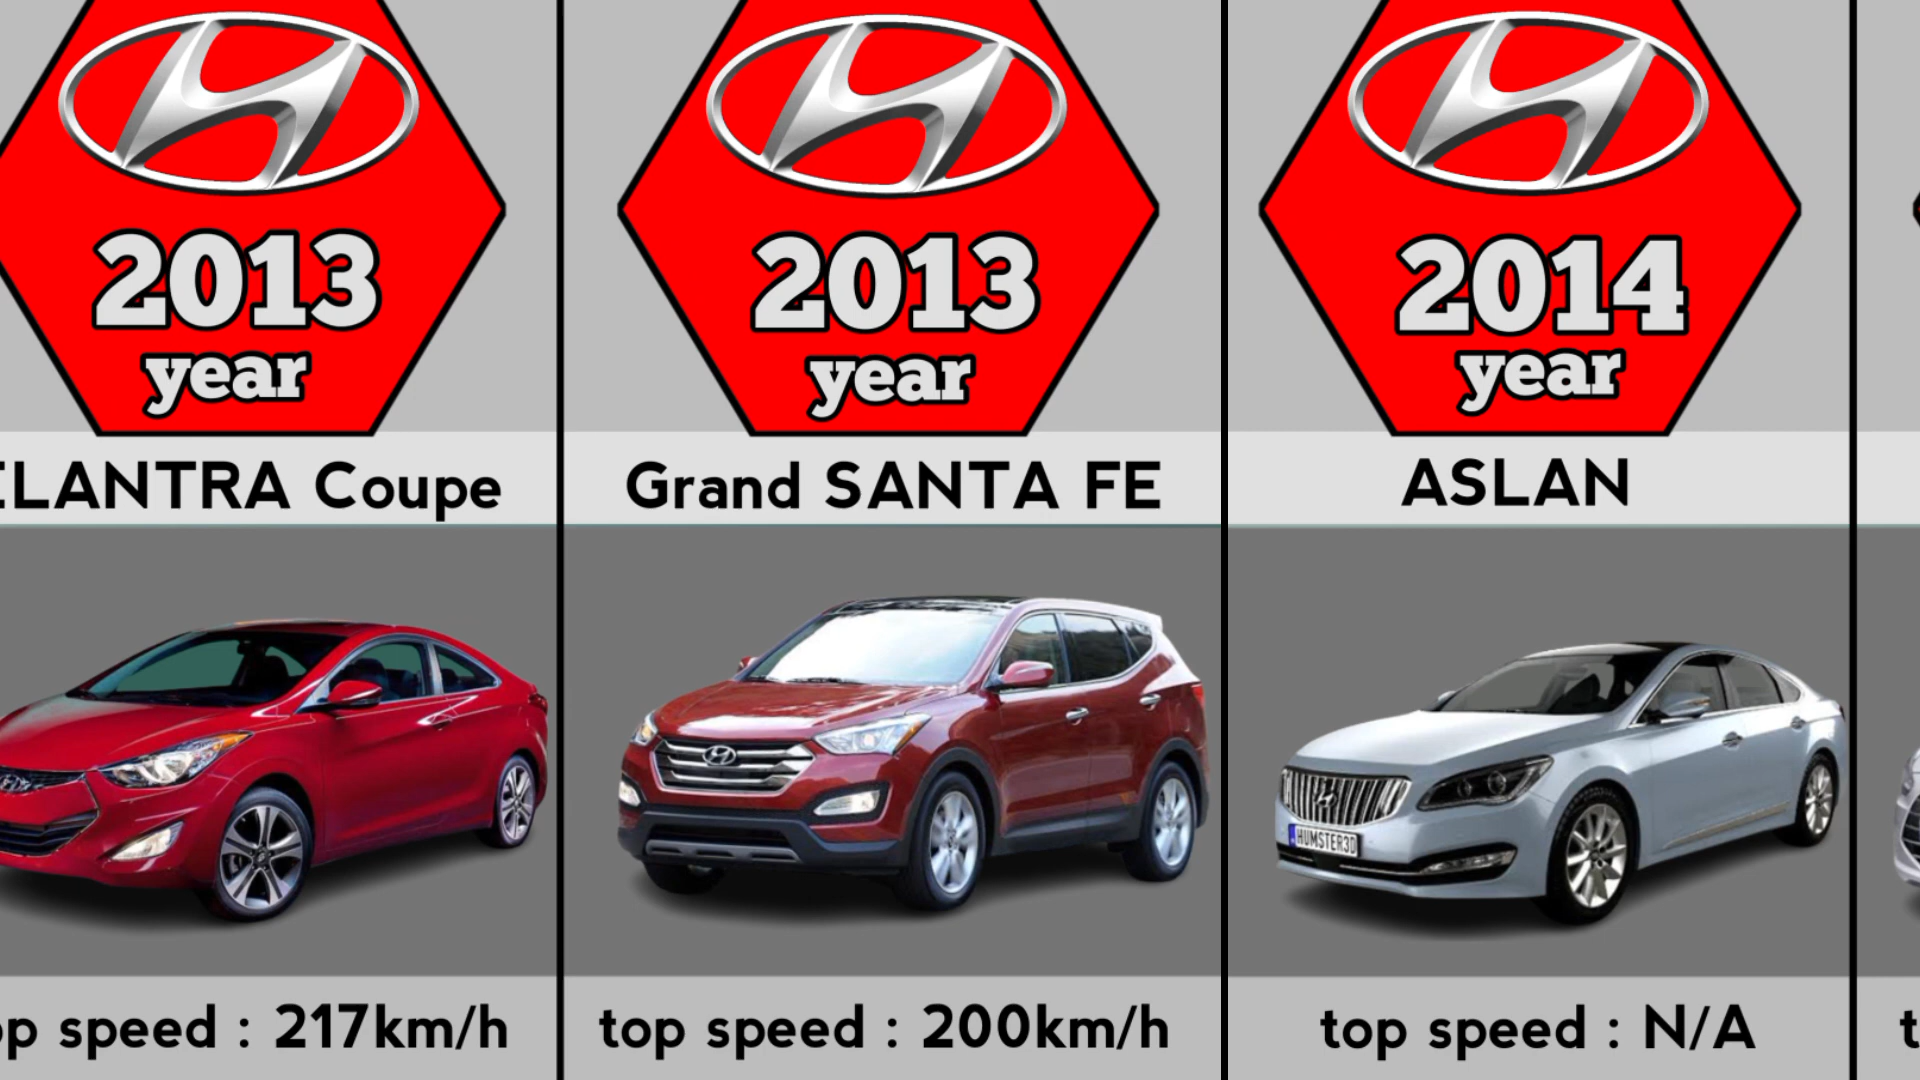 2013
year
ELANTRA Coupe
op speed : 217km/h
2013
year
Grand SANTA FE
top speed : 200km/h
2014
year
ASLAN
HUMSTER3D
top speed : N/A
t